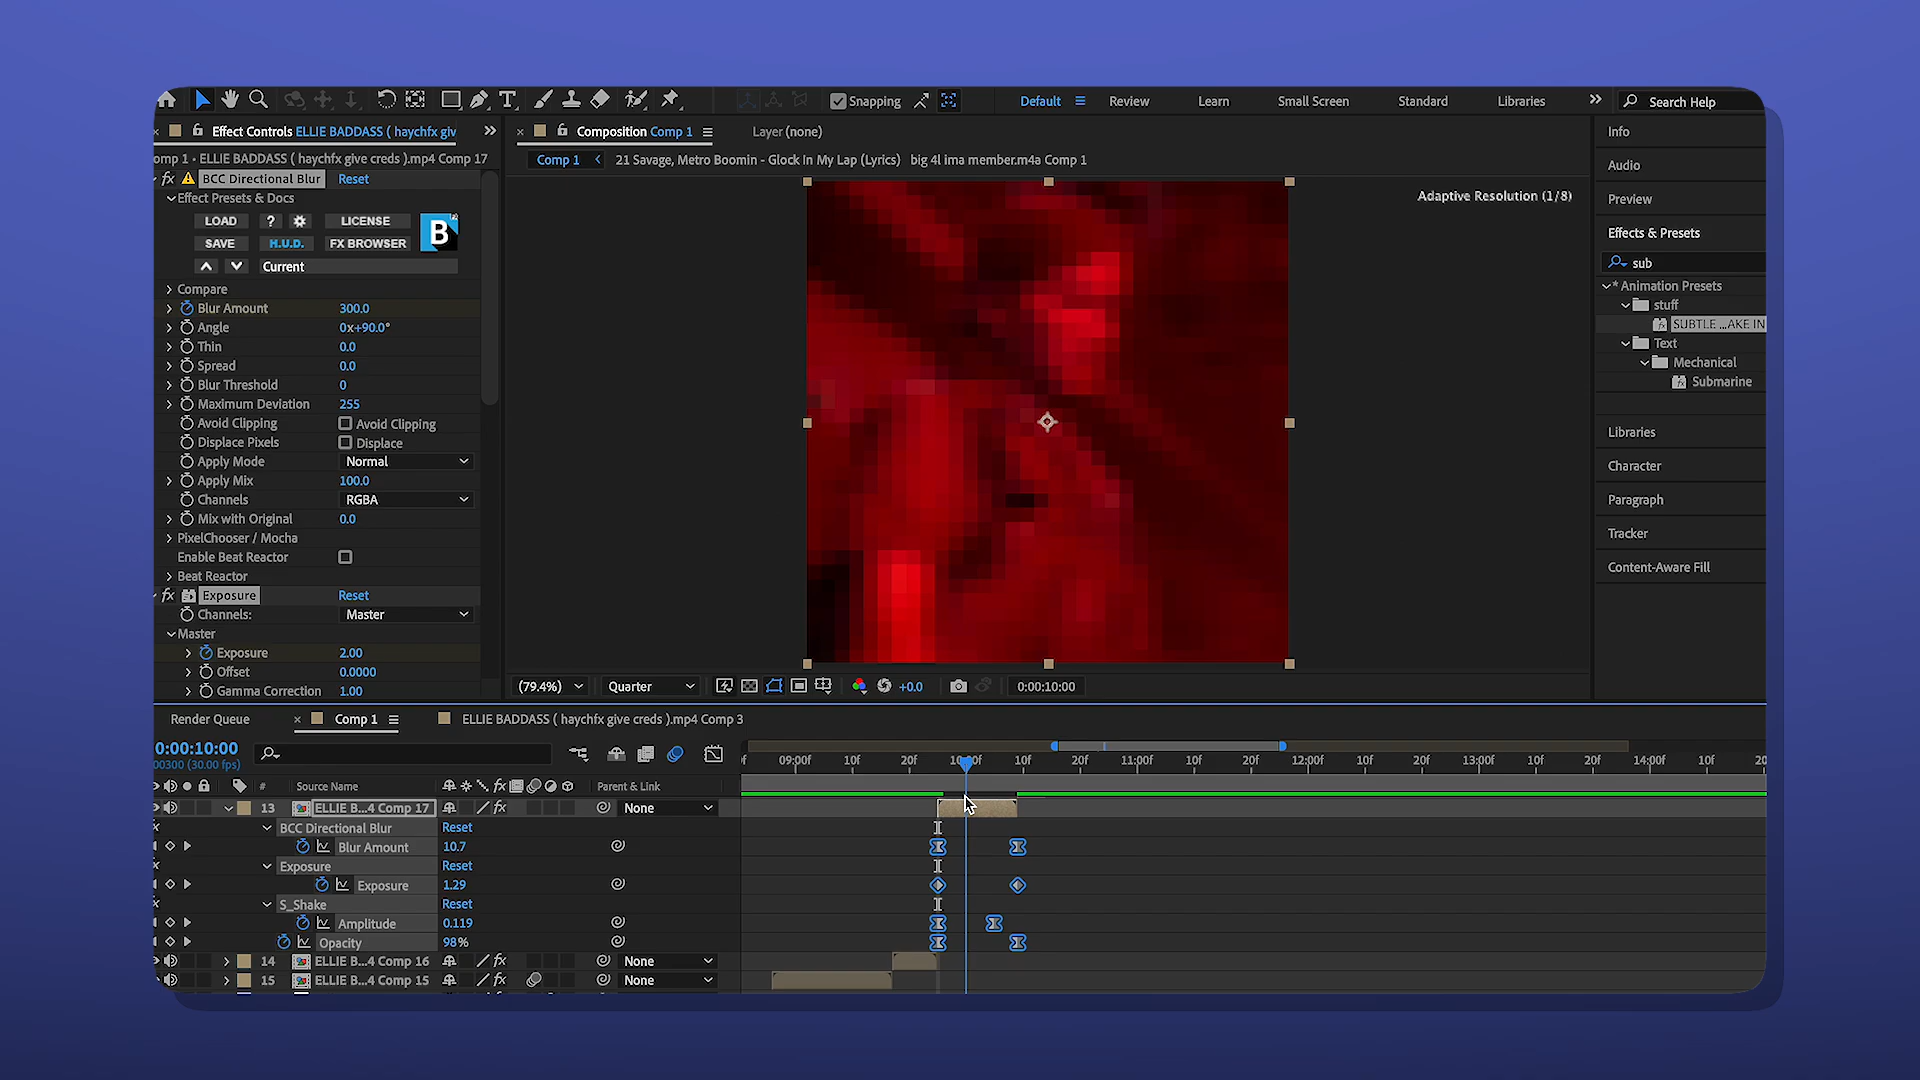 Snapping
Default
Review
Learn
Small Screen
Standard
Libraries
Search Help
Effect Controls ELLIE BADDASS ( haychfx giv
omp 1 • ELLIE BADDASS ( haychfx give creds ).mp4 Comp 17
fx BCC Directional Blur Reset
Effect Presets & Docs
LOAD ? LICENSE
SAVE H.U.D. FX BROWSER
B
Current
Compare
Blur Amount 300.0
Angle 0x+90.0°
Thin 0.0
Spread 0.0
Blur Threshold 0
Maximum Deviation 255
Avoid Clipping Avoid Clipping
Displace Pixels Displace
Apply Mode Normal
Apply Mix 100.0
Channels RGBA
Mix with Original 0.0
PixelChooser / Mocha
Enable Beat Reactor
Beat Reactor
fx Exposure Reset
Channels: Master
Master
Exposure 2.00
Offset 0.0000
Gamma Correction 1.00
Composition Comp 1
Layer (none)
Comp 1
21 Savage, Metro Boomin - Glock In My Lap (Lyrics)
big 4l ima member.m4a Comp 1
Adaptive Resolution (1/8)
(79.4%)
Quarter
+0.0
0:00:10:00
Info
Audio
Preview
Effects & Presets
sub
* Animation Presets
stuff
SUBTLE ...AKE IN
Text
Mechanical
Submarine
Libraries
Character
Paragraph
Tracker
Content-Aware Fill
Render Queue
Comp 1
ELLIE BADDASS ( haychfx give creds ).mp4 Comp 3
0:00:10:00
00300 (30.00 fps)
f 09:00f 10f 20f 10:00f 10f 20f 11:00f 10f 20f 12:00f 10f 20f 13:00f 10f 20f 14:00f 10f 20
# Source Name fx Parent & Link
13 ELLIE B...4 Comp 17 fx None
BCC Directional Blur Reset
Blur Amount 10.7
Exposure Reset
Exposure 1.29
S_Shake Reset
Amplitude 0.119
Opacity 98%
14 ELLIE B...4 Comp 16 fx None
15 ELLIE B...4 Comp 15 fx None